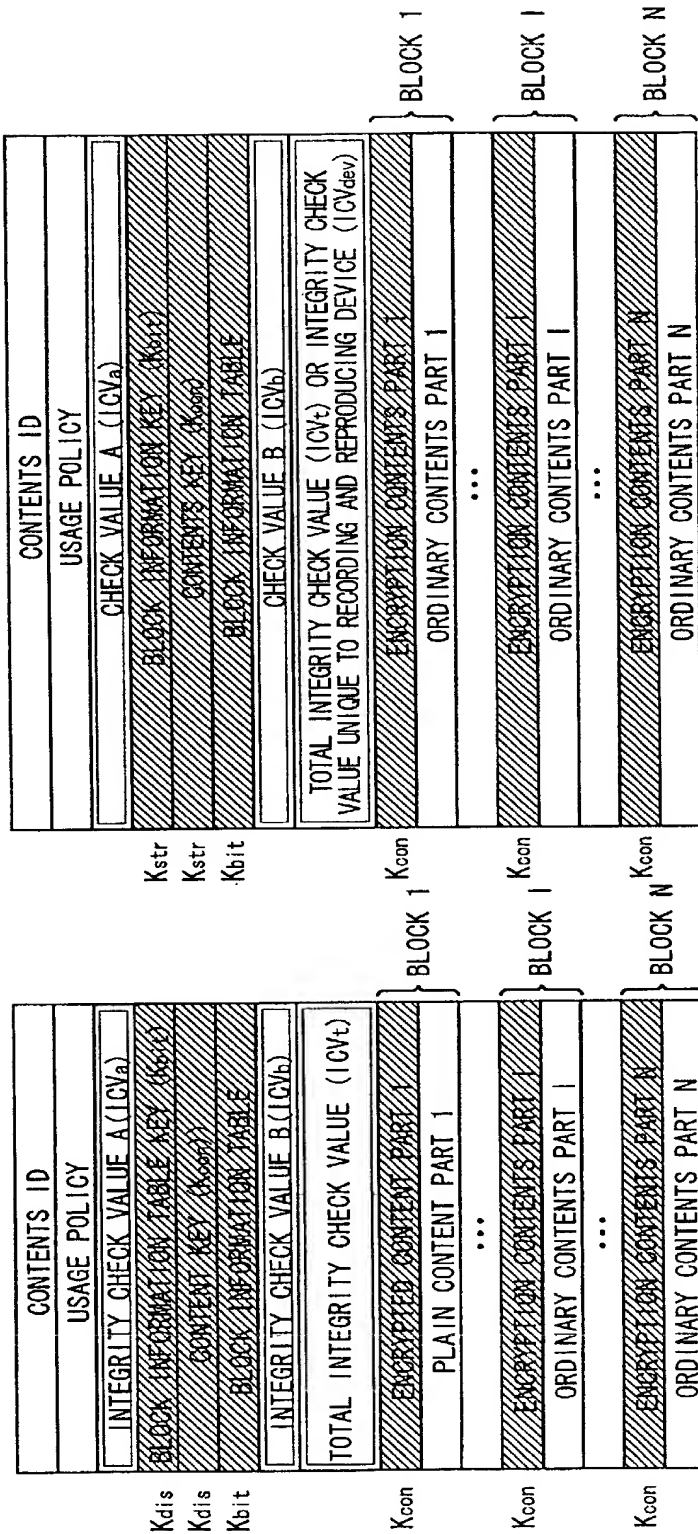 CONTENTS ID
USAGE POLICY
INTEGRITY CHECK VALUE A(ICVa)
Kdis BLOCK INFORMATION TABLE KEY (Kbit)
Kdis CONTENT KEY (Kcon))
Kbit BLOCK INFORMATION TABLE
INTEGRITY CHECK VALUE B(ICVb)
TOTAL INTEGRITY CHECK VALUE (ICVt)
Kcon ENCRYPTED CONTENT PART 1
PLAIN CONTENT PART 1
BLOCK 1
...
Kcon ENCRYPTION CONTENTS PART I
ORDINARY CONTENTS PART I
BLOCK I
...
Kcon ENCRYPTION CONTENTS PART N
ORDINARY CONTENTS PART N
BLOCK N
CONTENTS ID
USAGE POLICY
CHECK VALUE A (ICVa)
Kstr BLOCK INFORMATION KEY (Kbit)
Kstr CONTENTS KEY (Kcon)
Kbit BLOCK INFORMATION TABLE
CHECK VALUE B (ICVb)
TOTAL INTEGRITY CHECK VALUE (ICVt) OR INTEGRITY CHECK
VALUE UNIQUE TO RECORDING AND REPRODUCING DEVICE (ICVdev)
Kcon ENCRYPTION CONTENTS PART 1
ORDINARY CONTENTS PART 1
BLOCK 1
...
Kcon ENCRYPTION CONTENTS PART I
ORDINARY CONTENTS PART I
BLOCK I
...
Kcon ENCRYPTION CONTENTS PART N
ORDINARY CONTENTS PART N
BLOCK N